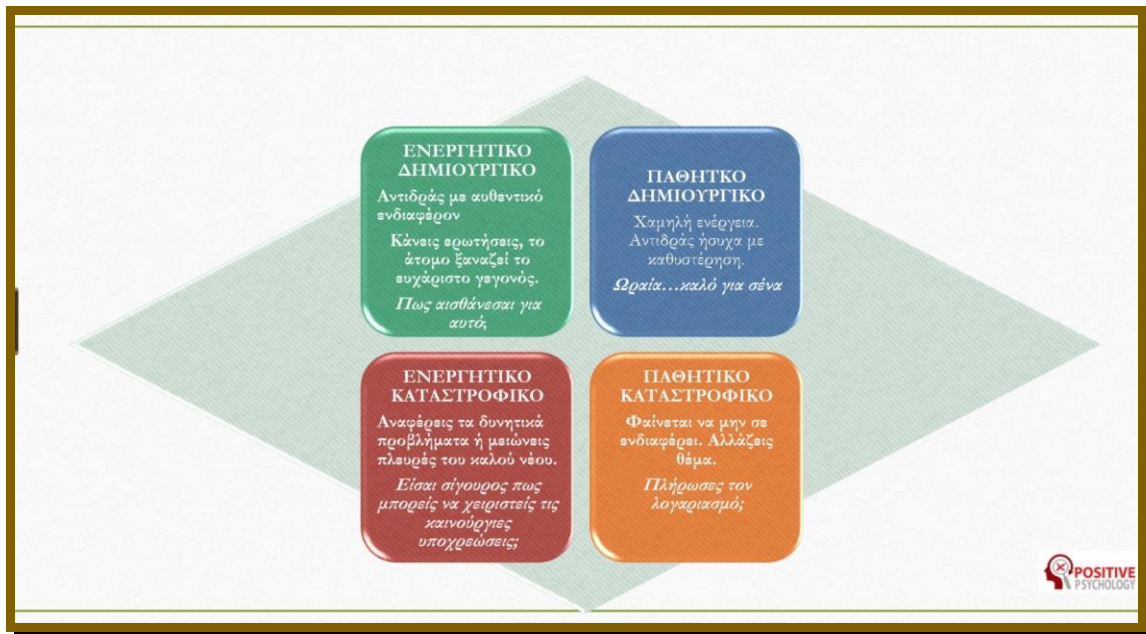 ΕΝΕΡΓΗΤΙΚΟ
ΔΗΜΙΟΥΡΓΙΚΟ
Αντιδράς με αυθεντικό
ενδιαφέρον
Κάνεις ερωτήσεις, το
άτομο ξαναζεί το
ευχάριστο γεγονός.
Πως αισθάνεσαι για
αυτό;
ΠΑΘΗΤΚΟ
ΔΗΜΙΟΥΡΓΙΚΟ
Χαμηλή ενέργεια.
Αντιδράς ήσυχα με
καθυστέρηση.
Ωραία...καλό για σένα
ΕΝΕΡΓΗΤΙΚΟ
ΚΑΤΑΣΤΡΟΦΙΚΟ
Αναφέρεις τα δυνητικά
προβλήματα ή μειώνεις
πλευρές του καλού νέου.
Είσαι σίγουρος πως
μπορείς να χειριστείς τις
καινούργιες
υποχρεώσεις;
ΠΑΘΗΤΙΚΟ
ΚΑΤΑΣΤΡΟΦΙΚΟ
Φαίνεται να μην σε
ενδιαφέρει. Αλλάζεις
θέμα.
Πλήρωσες τον
λογαριασμό;
POSITIVE
PSYCHOLOGY